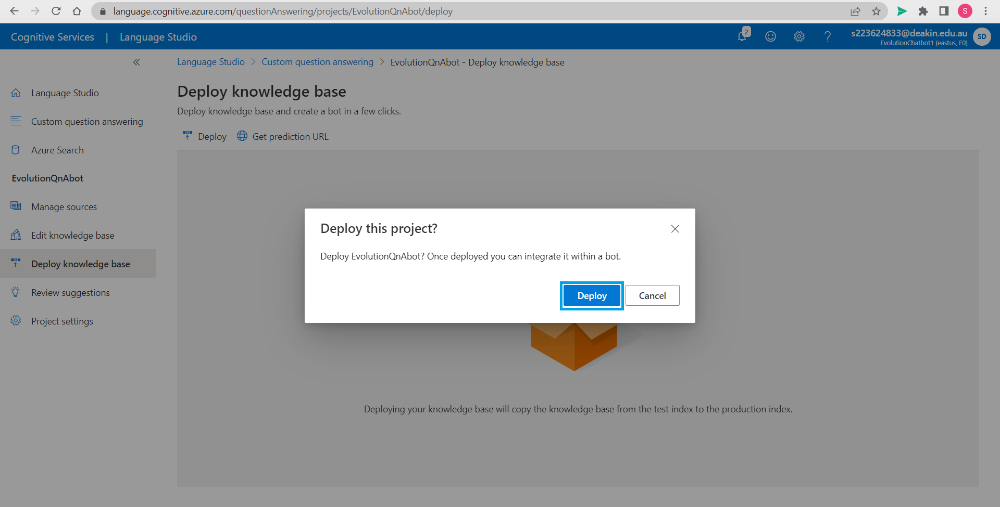 language.cognitive.azure.com/questionAnswering/projects/EvolutionQnAbot/deploy
S
Cognitive Services | Language Studio
2
s223624833@deakin.edu.au
EvolutionChatbot1 (eastus, F0)
SD
Language Studio > Custom question answering > EvolutionQnAbot - Deploy knowledge base
Language Studio
Custom question answering
Azure Search
EvolutionQnAbot
Manage sources
Edit knowledge base
Deploy knowledge base
Review suggestions
Project settings
Deploy knowledge base
Deploy knowledge base and create a bot in a few clicks.
Deploy Get prediction URL
Deploy this project?
Deploy EvolutionQnAbot? Once deployed you can integrate it within a bot.
Deploy Cancel
Deploying your knowledge base will copy the knowledge base from the test index to the production index.